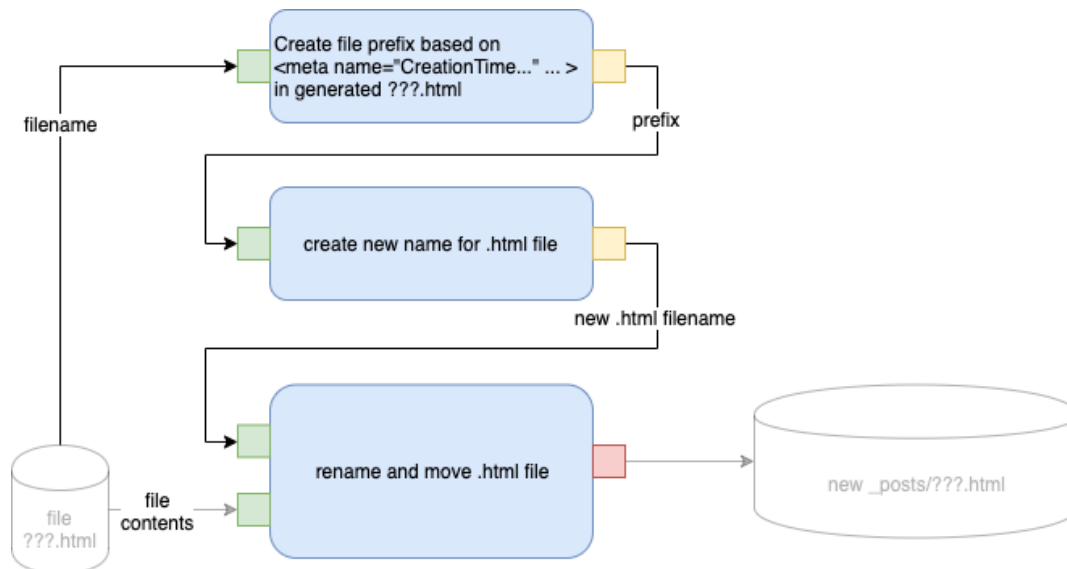 Create file prefix based on
<meta name="CreationTime..." ... >
in generated ???.html
filename
prefix
create new name for .html file
new .html filename
rename and move .html file
file
???.html
file
contents
new _posts/???.html